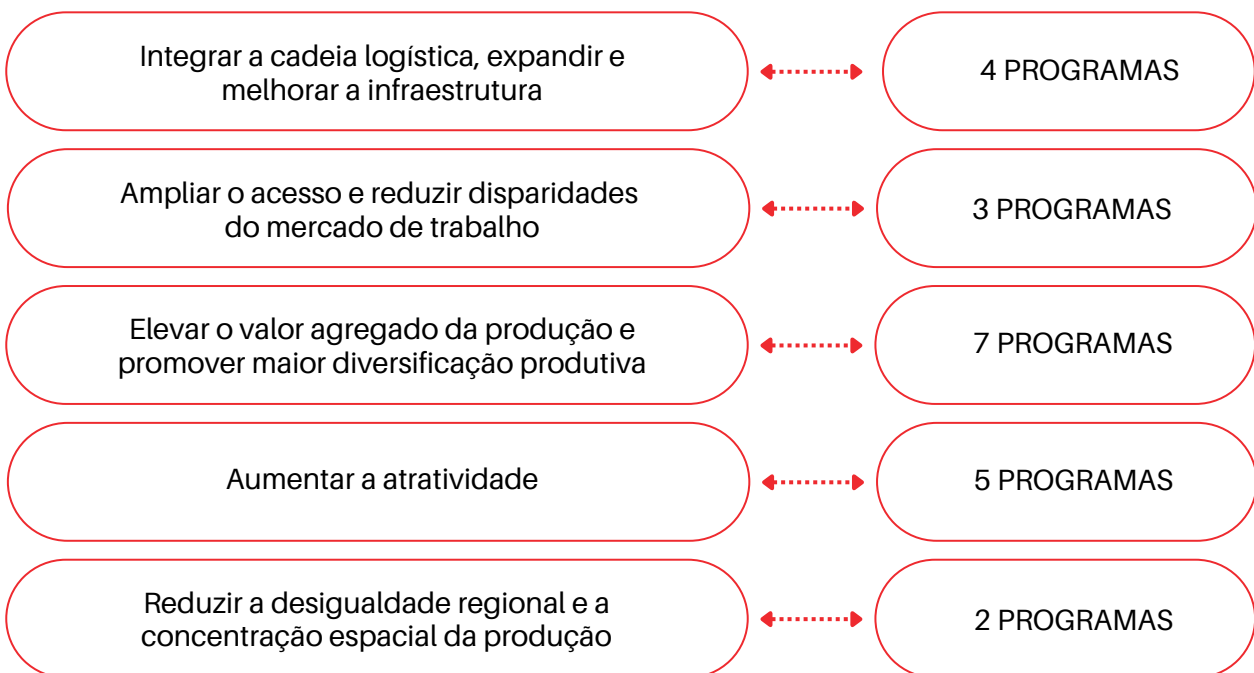 Integrar a cadeia logística, expandir e
melhorar a infraestrutura
4 PROGRAMAS
Ampliar o acesso e reduzir disparidades
do mercado de trabalho
3 PROGRAMAS
Elevar o valor agregado da produção e
promover maior diversificação produtiva
7 PROGRAMAS
Aumentar a atratividade
5 PROGRAMAS
Reduzir a desigualdade regional e a
concentração espacial da produção
2 PROGRAMAS